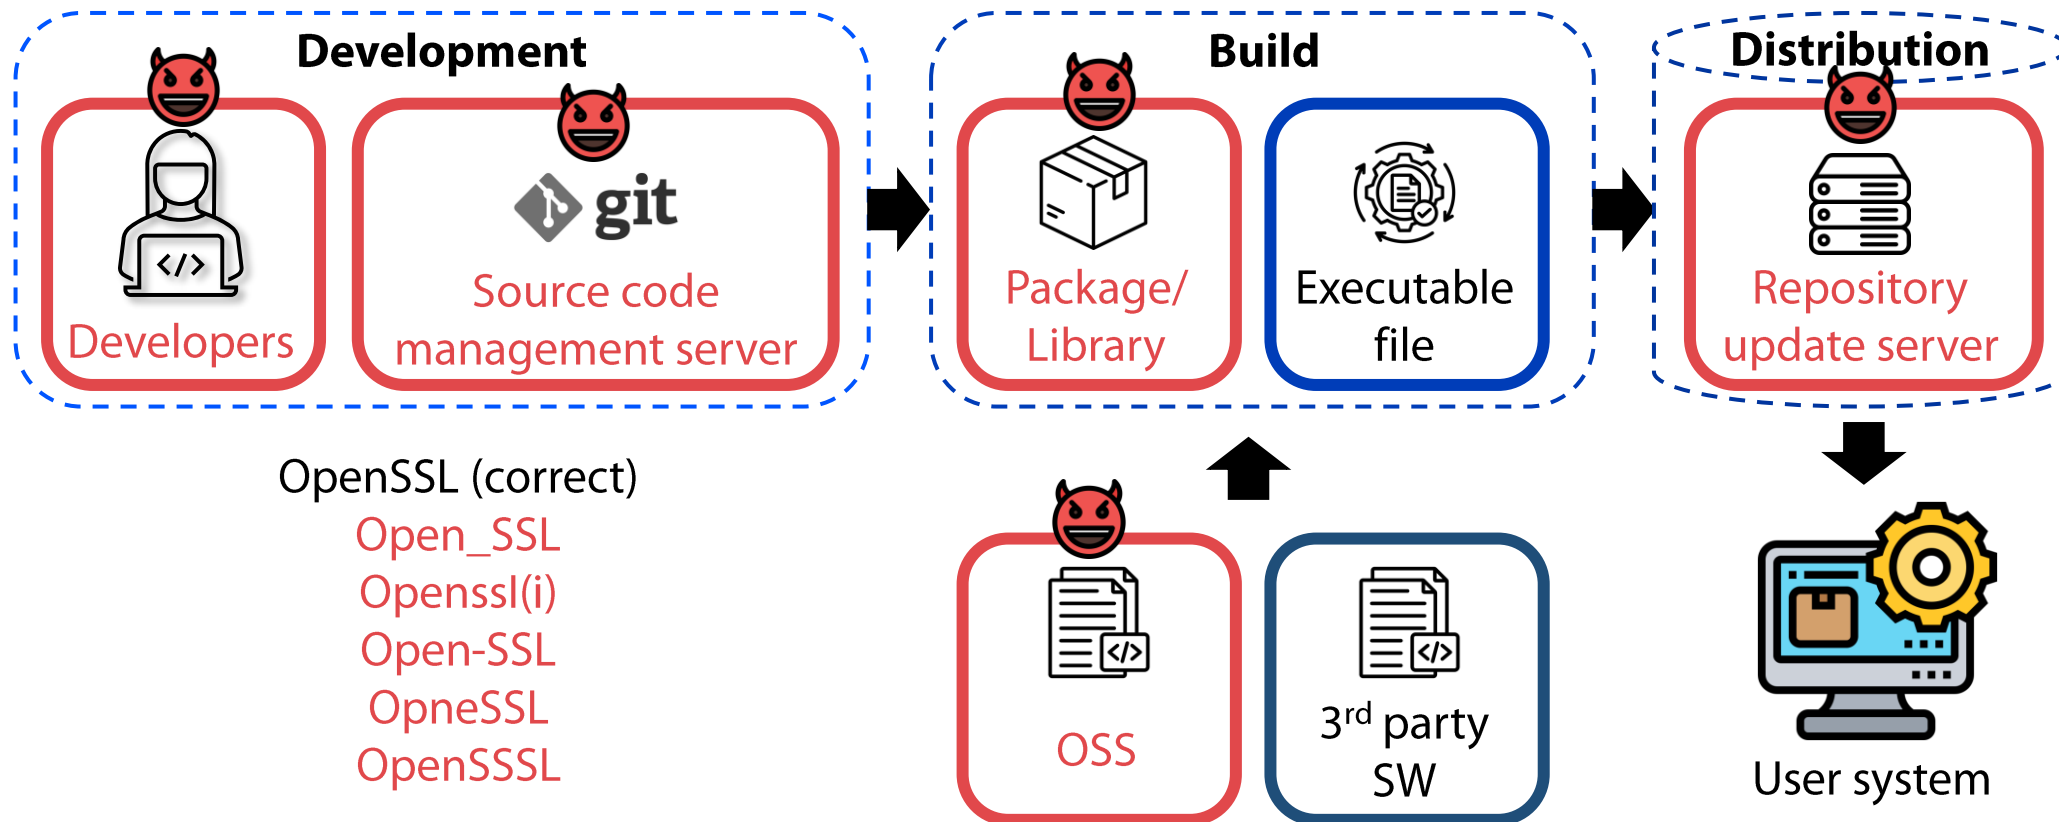 Development
Developers
git
Source code
management server
Build
Package/
Library
Executable
file
Distribution
Repository
update server
OpenSSL (correct)
Open_SSL
Openssl(i)
Open-SSL
OpneSSL
OpenSSSL
</>
OSS
</>
3rd party
SW
User system